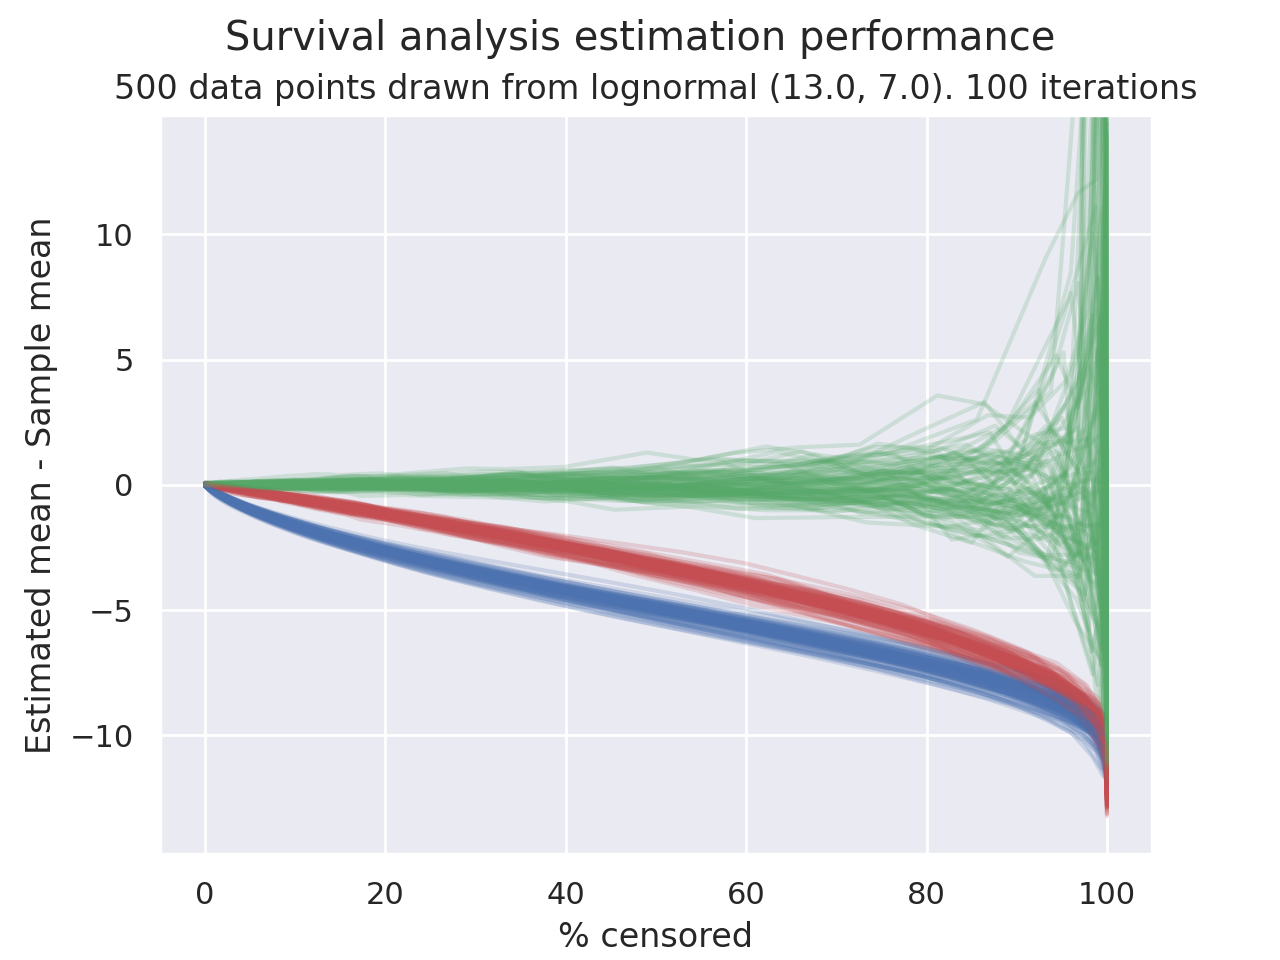 Survival analysis estimation performance
500 data points drawn from lognormal (13.0, 7.0). 100 iterations
Estimated mean - Sample mean
10
5
0
−5
−10
0 20 40 60 80 100
% censored